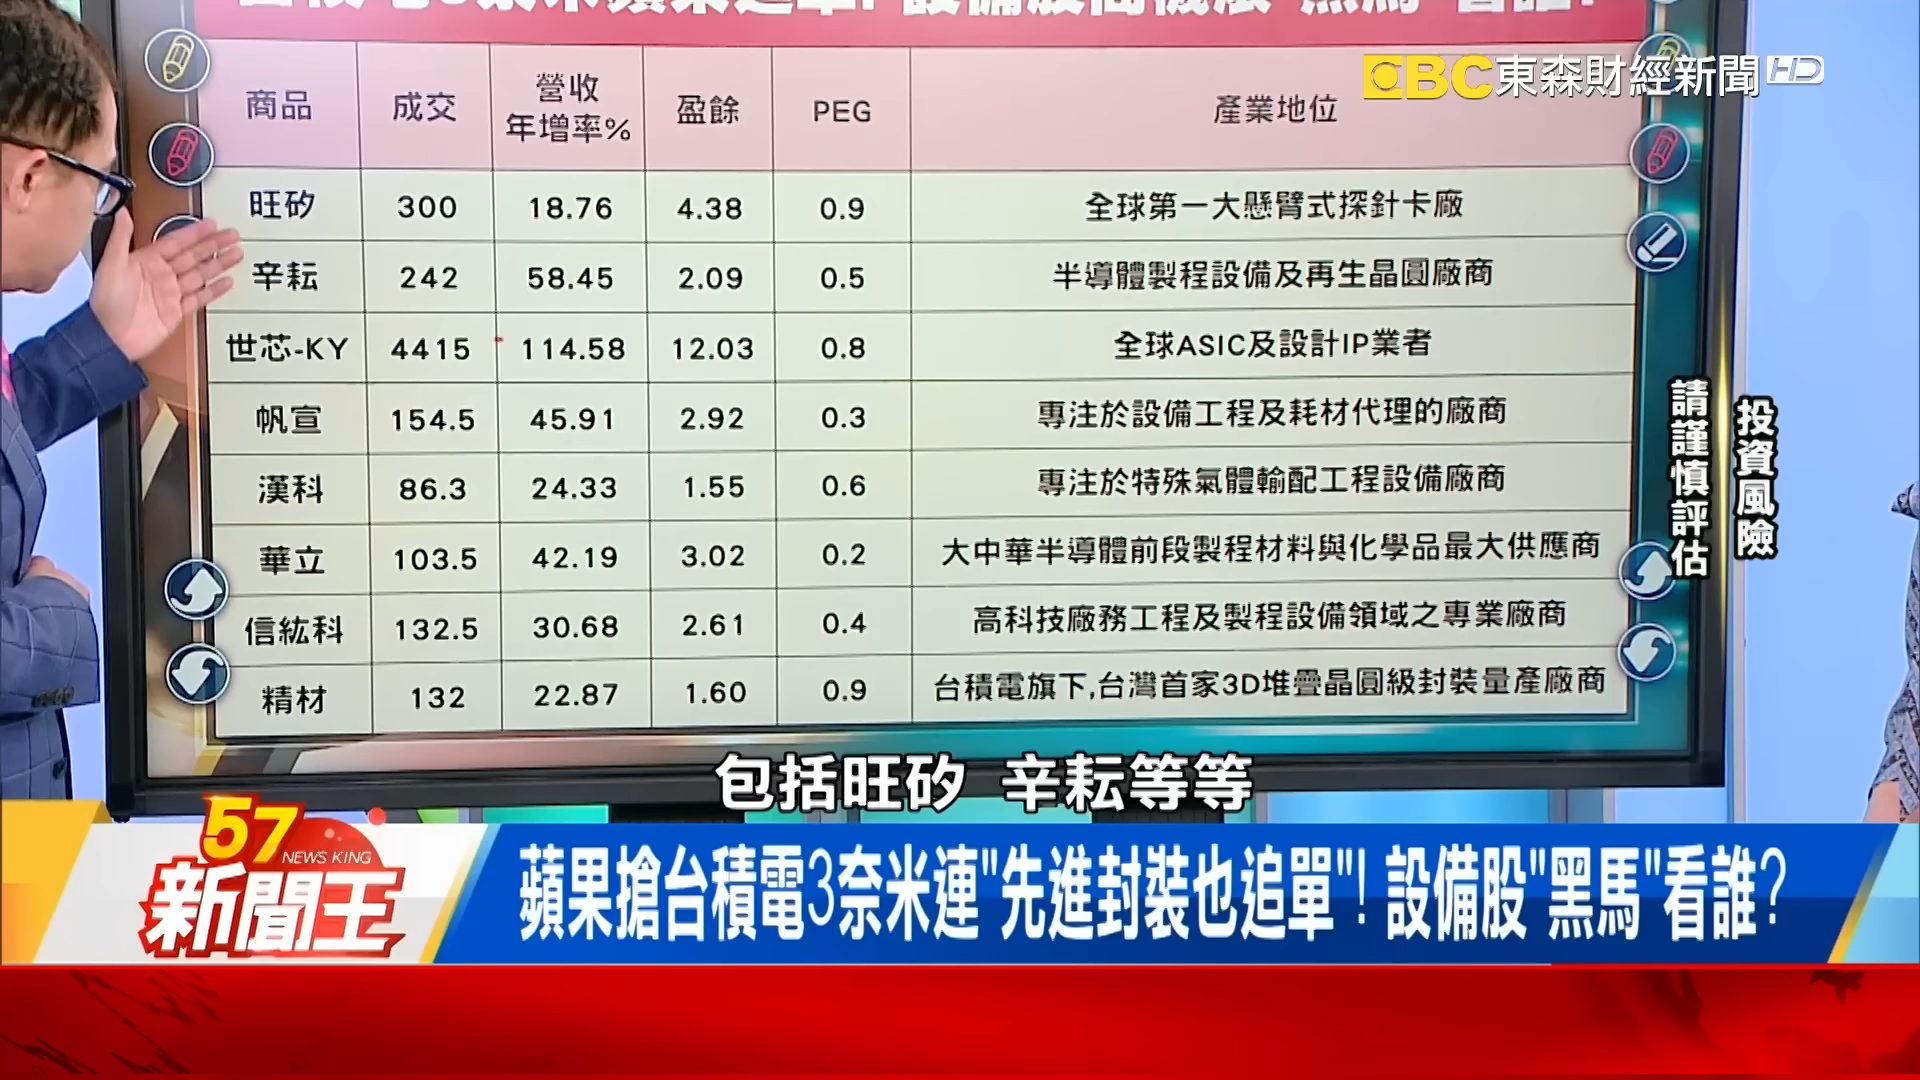 EBC東森財經新聞HD
商品 成交 營收年增率% 盈餘 PEG 產業地位
旺矽 300 18.76 4.38 0.9 全球第一大懸臂式探針卡廠
辛耘 242 58.45 2.09 0.5 半導體製程設備及再生晶圓廠商
世芯-KY 4415 114.58 12.03 0.8 全球ASIC及設計IP業者
帆宣 154.5 45.91 2.92 0.3 專注於設備工程及耗材代理的廠商
漢科 86.3 24.33 1.55 0.6 專注於特殊氣體輸配工程設備廠商
華立 103.5 42.19 3.02 0.2 大中華半導體前段製程材料與化學品最大供應商
信紘科 132.5 30.68 2.61 0.4 高科技廠務工程及製程設備領域之專業廠商
精材 132 22.87 1.60 0.9 台積電旗下,台灣首家3D堆疊晶圓級封裝量產廠商
投資風險
請謹慎評估
包括旺矽 辛耘等等
57
NEWS KING
新聞王
蘋果搶台積電3奈米連"先進封裝也追單"! 設備股"黑馬"看誰?